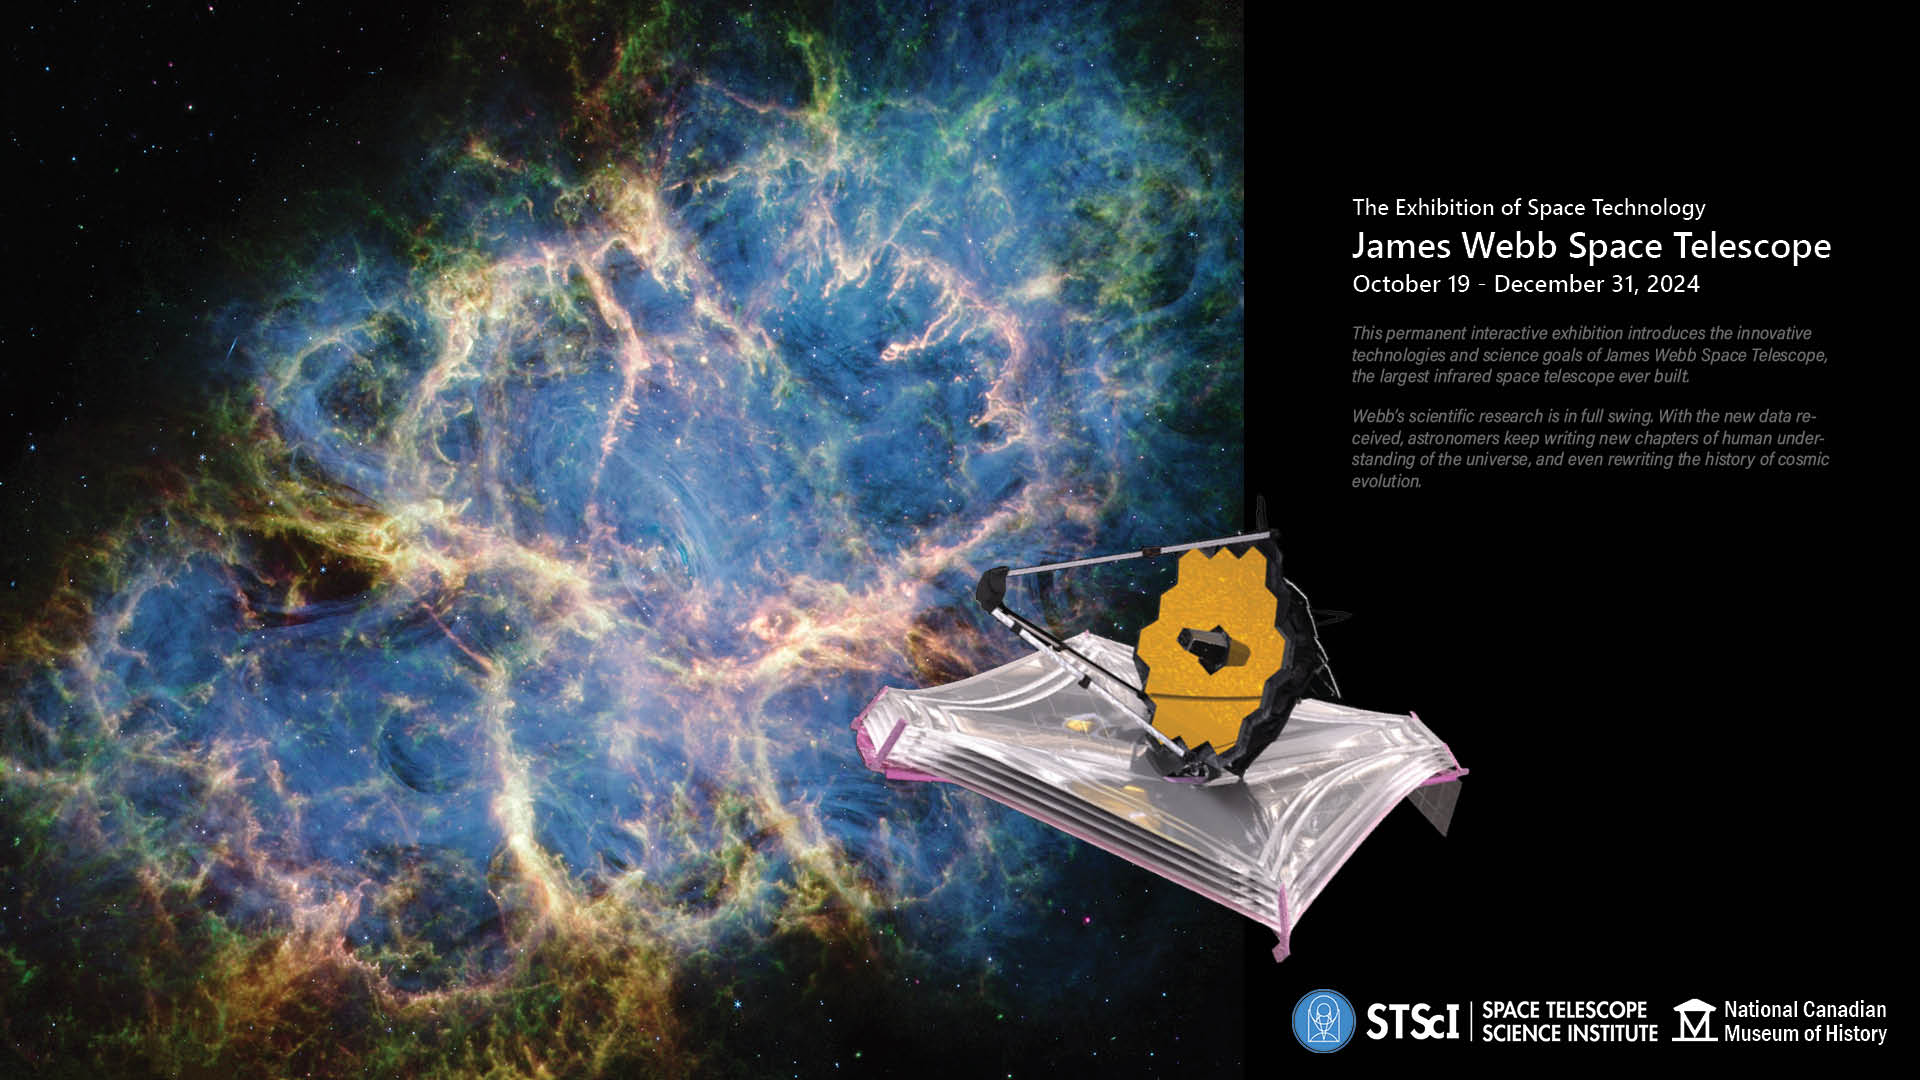 The Exhibition of Space Technology
James Webb Space Telescope
October 19 - December 31, 2024
This permanent interactive exhibition introduces the innovative
technologies and science goals of James Webb Space Telescope,
the largest infrared space telescope ever built.
Webb's scientific research is in full swing. With the new data re-
ceived, astronomers keep writing new chapters of human under-
standing of the universe, and even rewriting the history of cosmic
evolution.
STScI
SPACE TELESCOPE
SCIENCE INSTITUTE
National Canadian
Museum of History